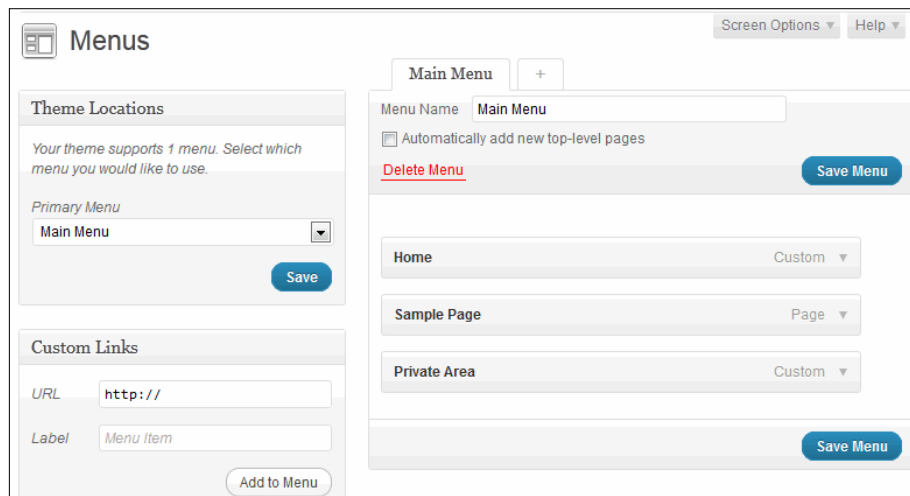 Menus
Screen Options
Help
Theme Locations
Your theme supports 1 menu. Select which
menu you would like to use.
Primary Menu
Main Menu
Save
Custom Links
URL http://
Label Menu Item
Add to Menu
Main Menu +
Menu Name Main Menu
Automatically add new top-level pages
Delete Menu
Save Menu
Home Custom
Sample Page Page
Private Area Custom
Save Menu